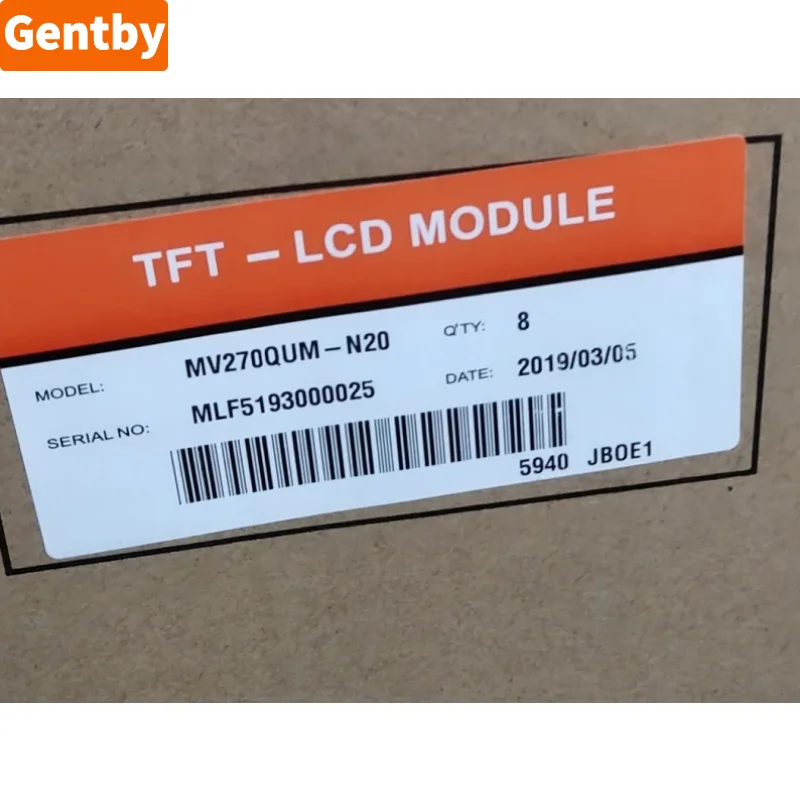 Gentby
TFT – LCD MODULE
MODEL: MV270QUM–N20 Q'TY: 8
SERIAL NO: MLF5193000025 DATE: 2019/03/05
5940 JBOE1